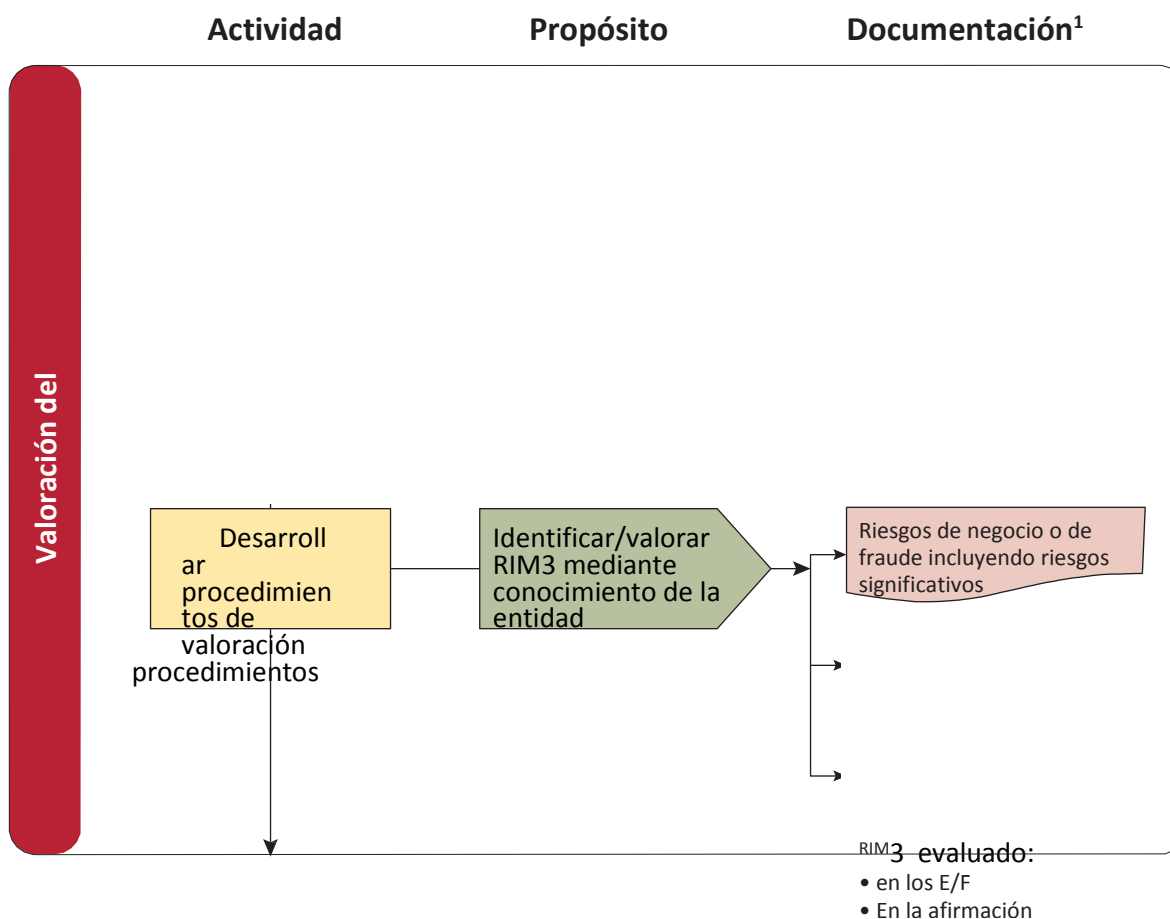 Actividad
Propósito
Documentación¹
Valoración del
Desarroll
ar
procedimien
tos de
valoración
procedimientos
Identificar/valorar
RIM3 mediante
conocimiento de la
entidad
Riesgos de negocio o de
fraude incluyendo riesgos
significativos
RIM3 evaluado:
• en los E/F
• En la afirmación